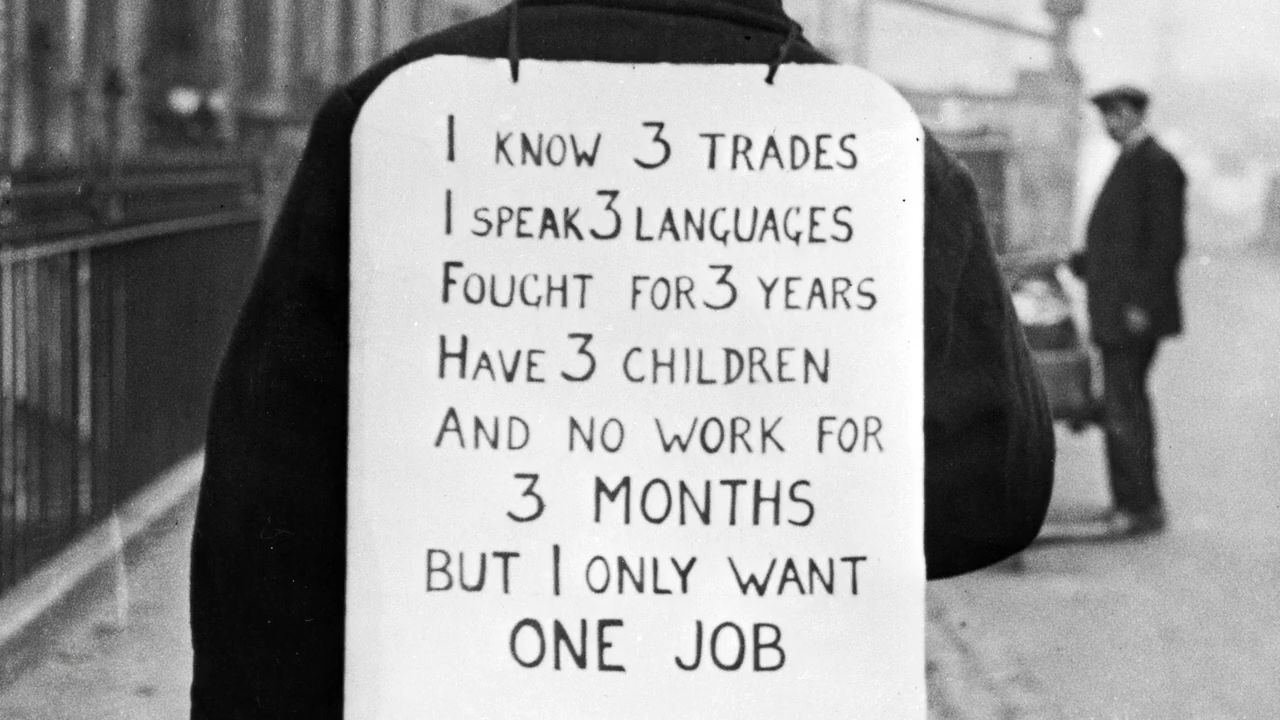 I KNOW 3 TRADES
I SPEAK 3 LANGUAGES
FOUGHT FOR 3 YEARS
HAVE 3 CHILDREN
AND NO WORK FOR
3 MONTHS
BUT I ONLY WANT
ONE JOB